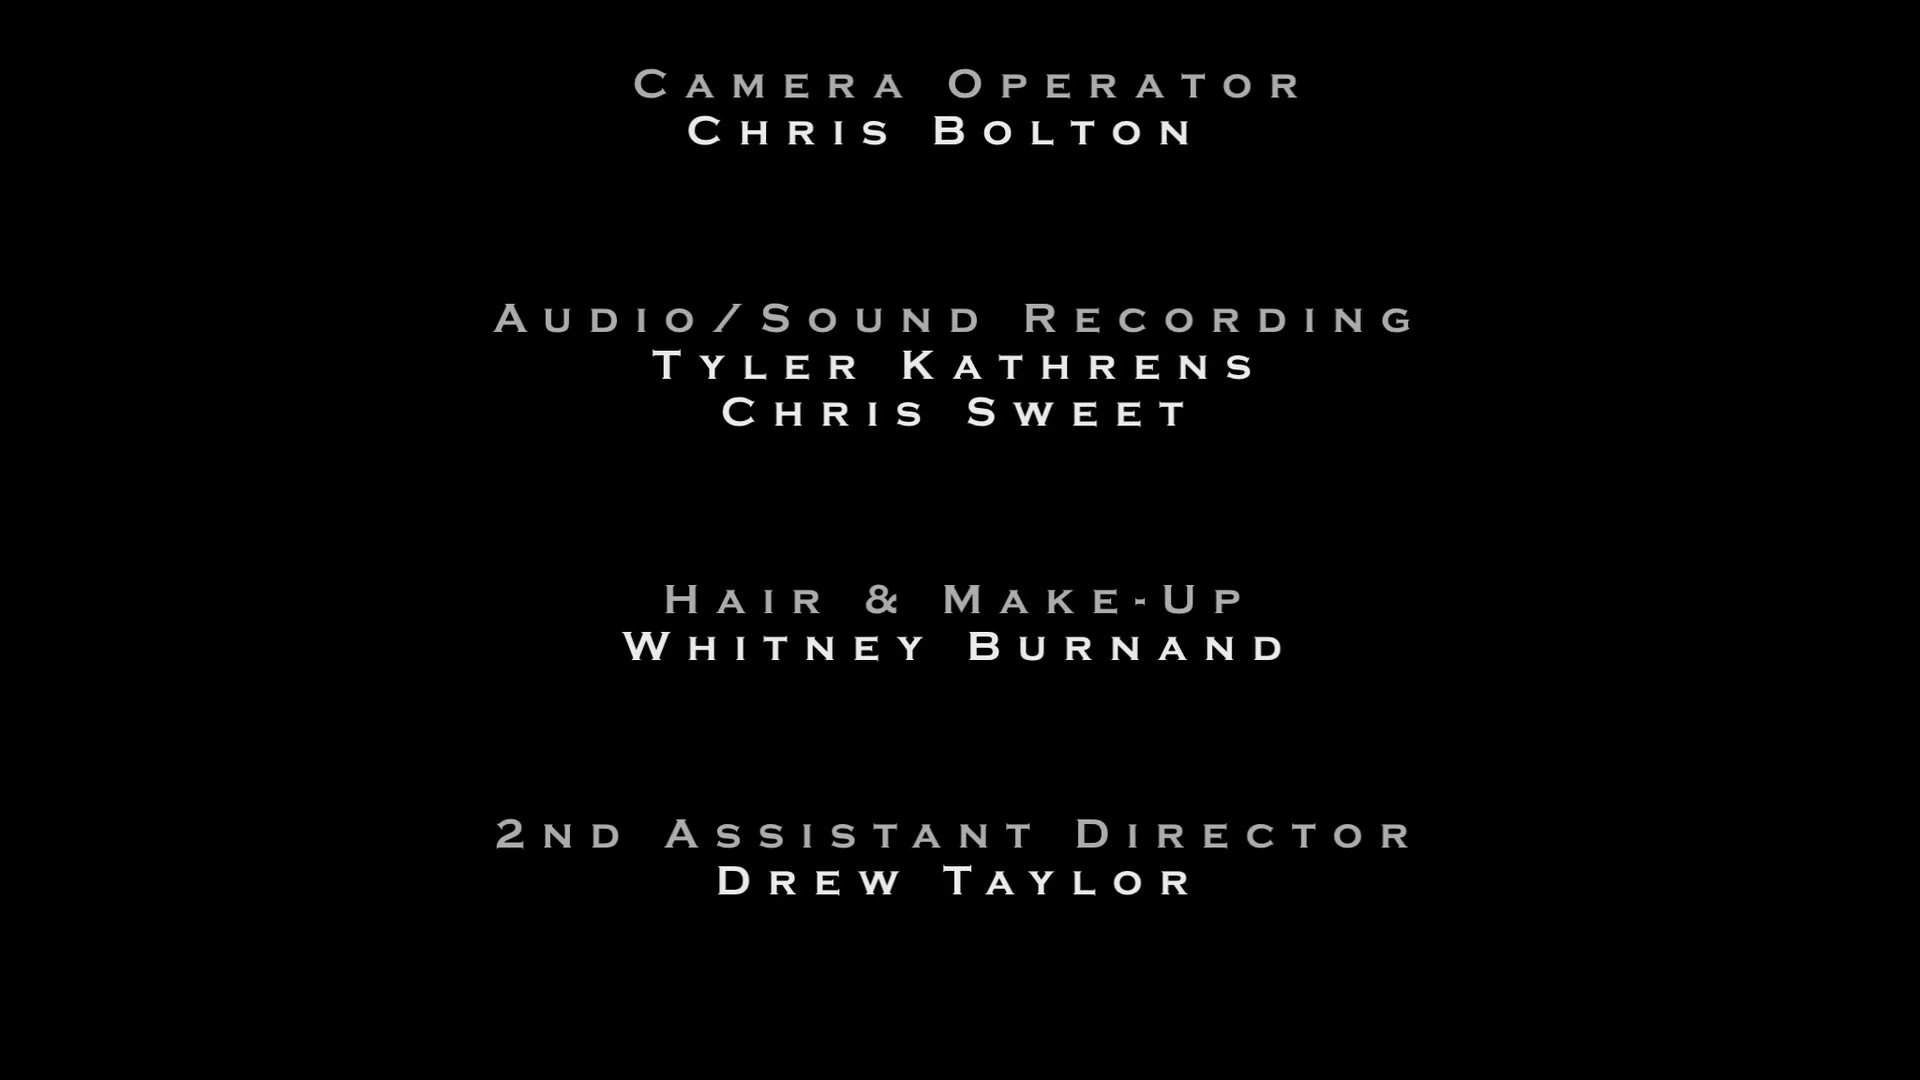 Camera Operator
Chris Bolton
Audio/Sound Recording
Tyler Kathrens
Chris Sweet
Hair & Make-Up
Whitney Burnand
2nd Assistant Director
Drew Taylor